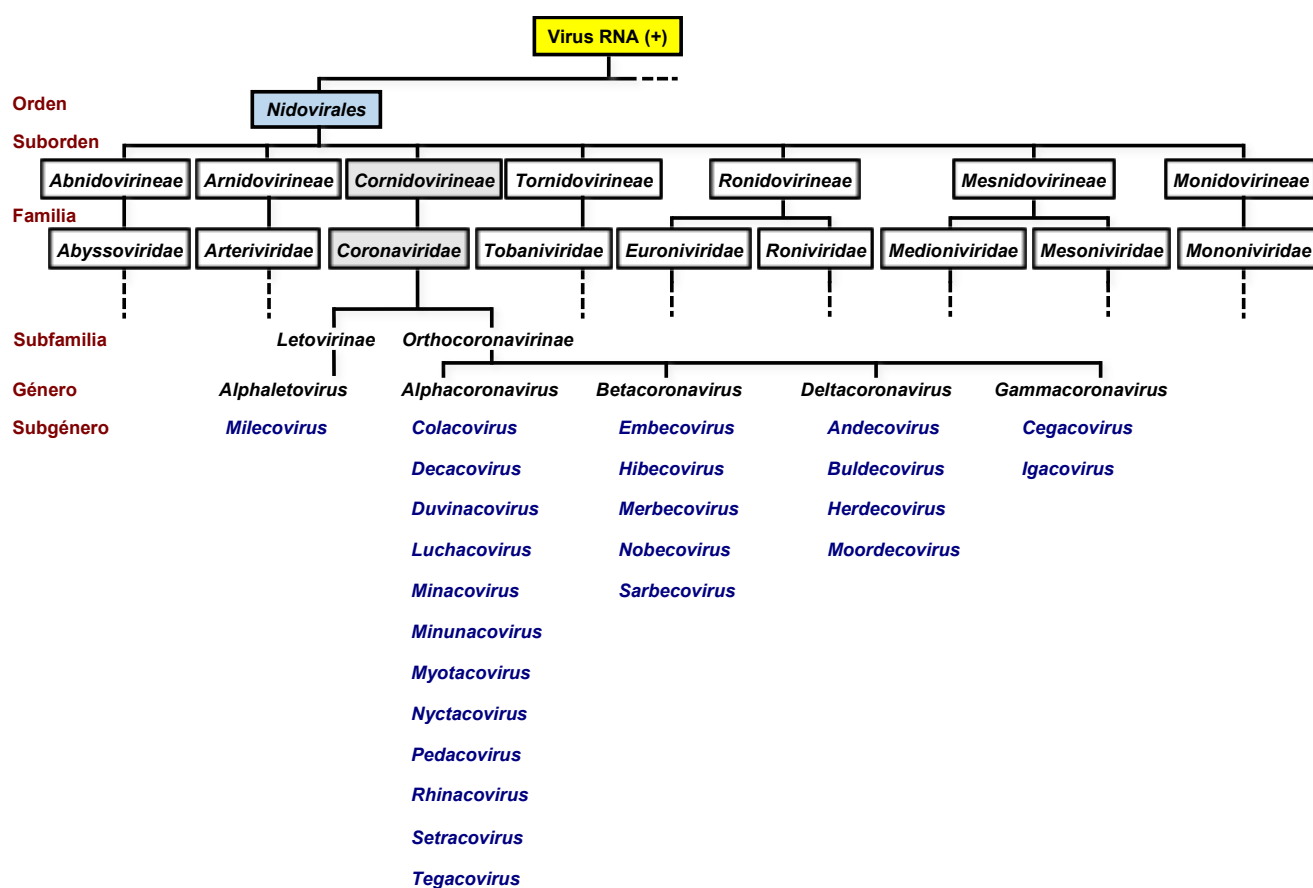 Virus RNA (+)
Orden
Nidovirales
Suborden
Abnidovirineae Arnidovirineae Cornidovirineae Tornidovirineae Ronidovirineae Mesnidovirineae Monidovirineae
Familia
Abyssoviridae Arteriviridae Coronaviridae Tobaniviridae Euroniviridae Roniviridae Medioniviridae Mesoniviridae Mononiviridae
Subfamilia Letovirinae Orthocoronavirinae
Género Alphaletovirus Alphacoronavirus Betacoronavirus Deltacoronavirus Gammacoronavirus
Subgénero Milecovirus Colacovirus Embecovirus Andecovirus Cegacovirus
Decacovirus Hibecovirus Buldecovirus Igacovirus
Duvinacovirus Merbecovirus Herdecovirus
Luchacovirus Nobecovirus Moordecovirus
Minacovirus Sarbecovirus
Minunacovirus
Myotacovirus
Nyctacovirus
Pedacovirus
Rhinacovirus
Setracovirus
Tegacovirus